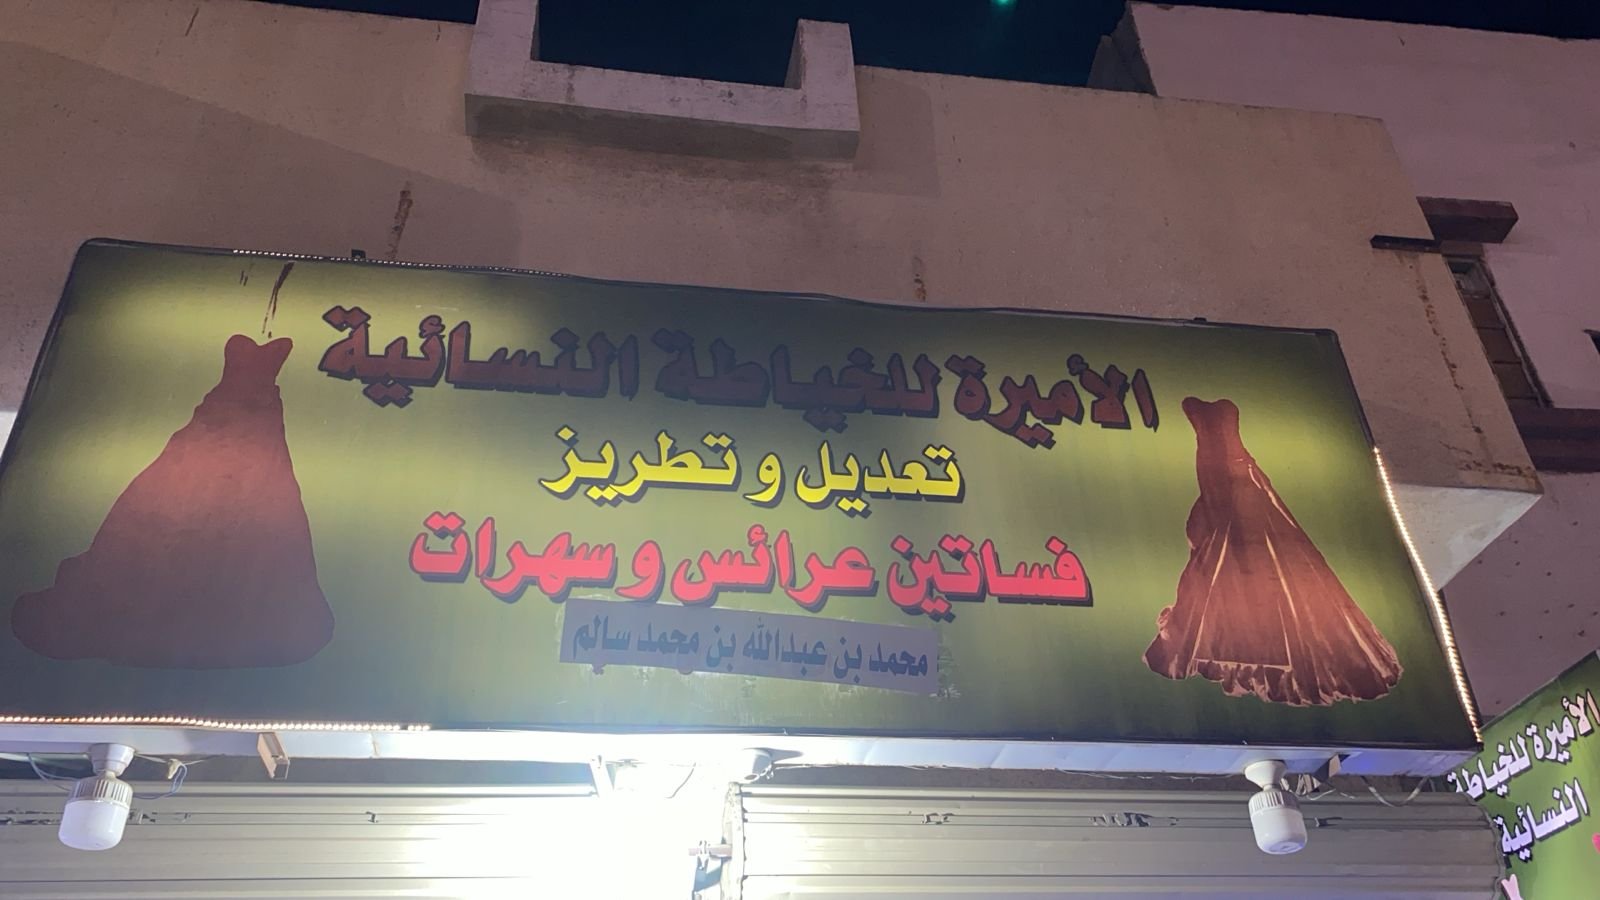 الأميرة للخياطة النسائية
تعديل و تطريز
فساتين عرائس و سهرات
محمد بن عبدالله بن محمد سالم
الأميرة للخياطة
النسائية